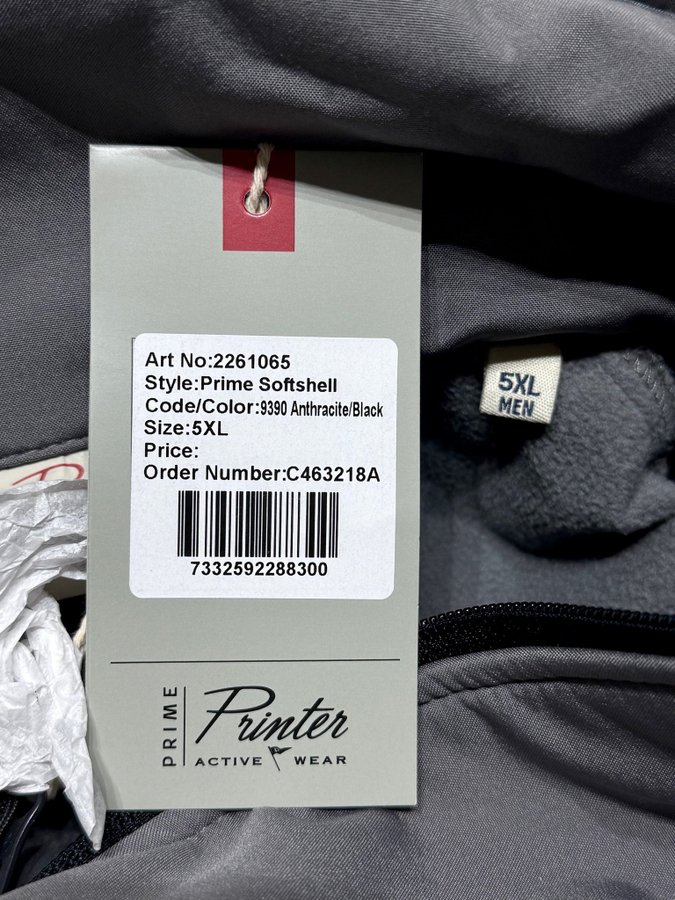 Art No:2261065
Style:Prime Softshell
Code/Color:9390 Anthracite/Black
Size:5XL
Price:
Order Number:C463218A
7332592288300
PRIME
Printer
ACTIVE WEAR
5XL
MEN